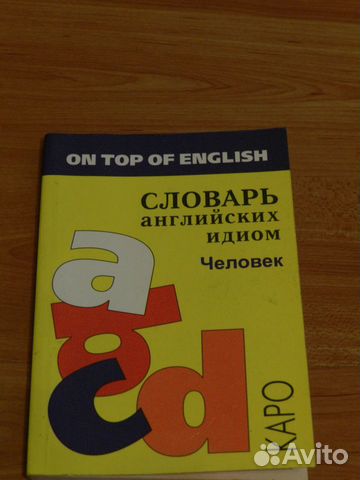 ON TOP OF ENGLISH
СЛОВАРЬ
английских
идиом
Человек
a
b
c
d
КАРО
Avito